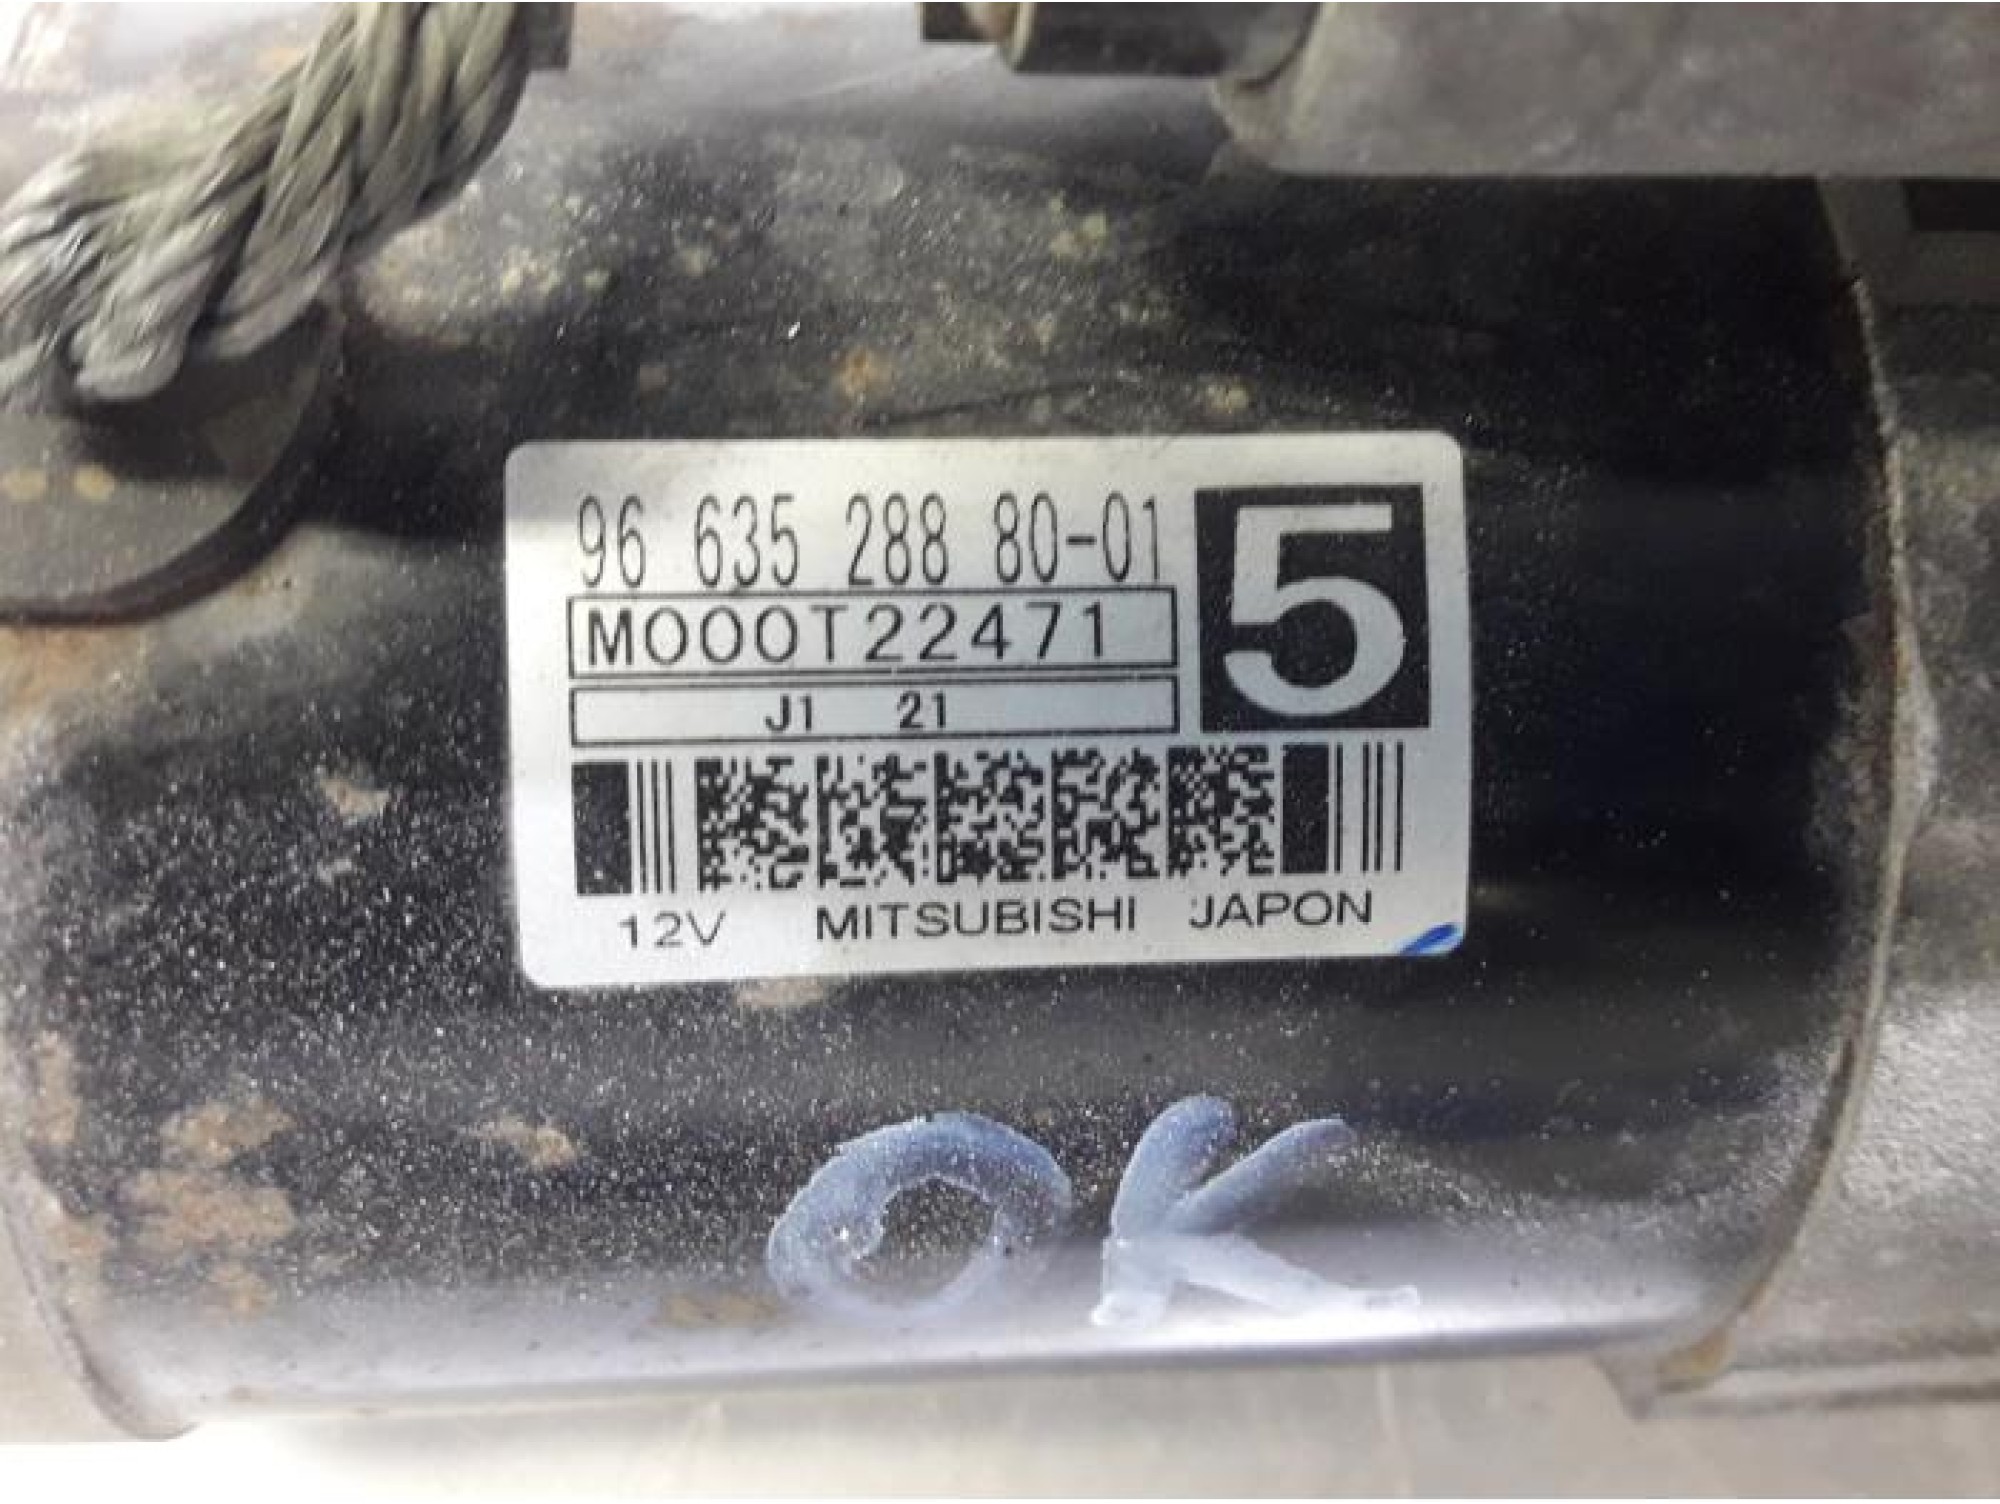 96 635 288 80-01
5
M000T22471
J1 21
12V MITSUBISHI JAPON
OK